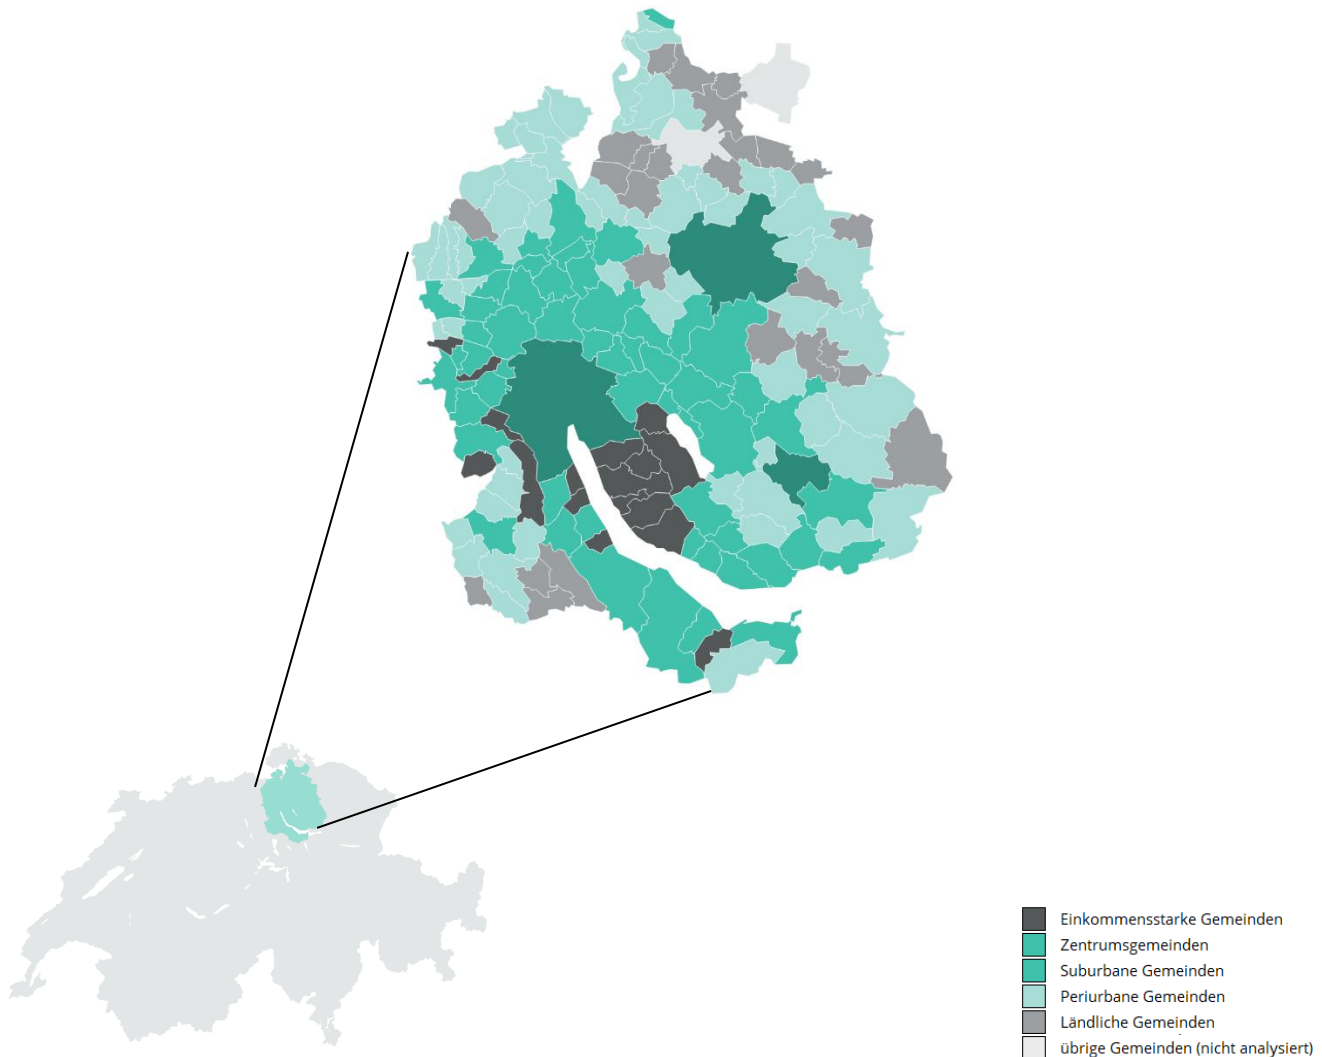 Einkommensstarke Gemeinden
Zentrumsgemeinden
Suburbane Gemeinden
Periurbane Gemeinden
Ländliche Gemeinden
übrige Gemeinden (nicht analysiert)